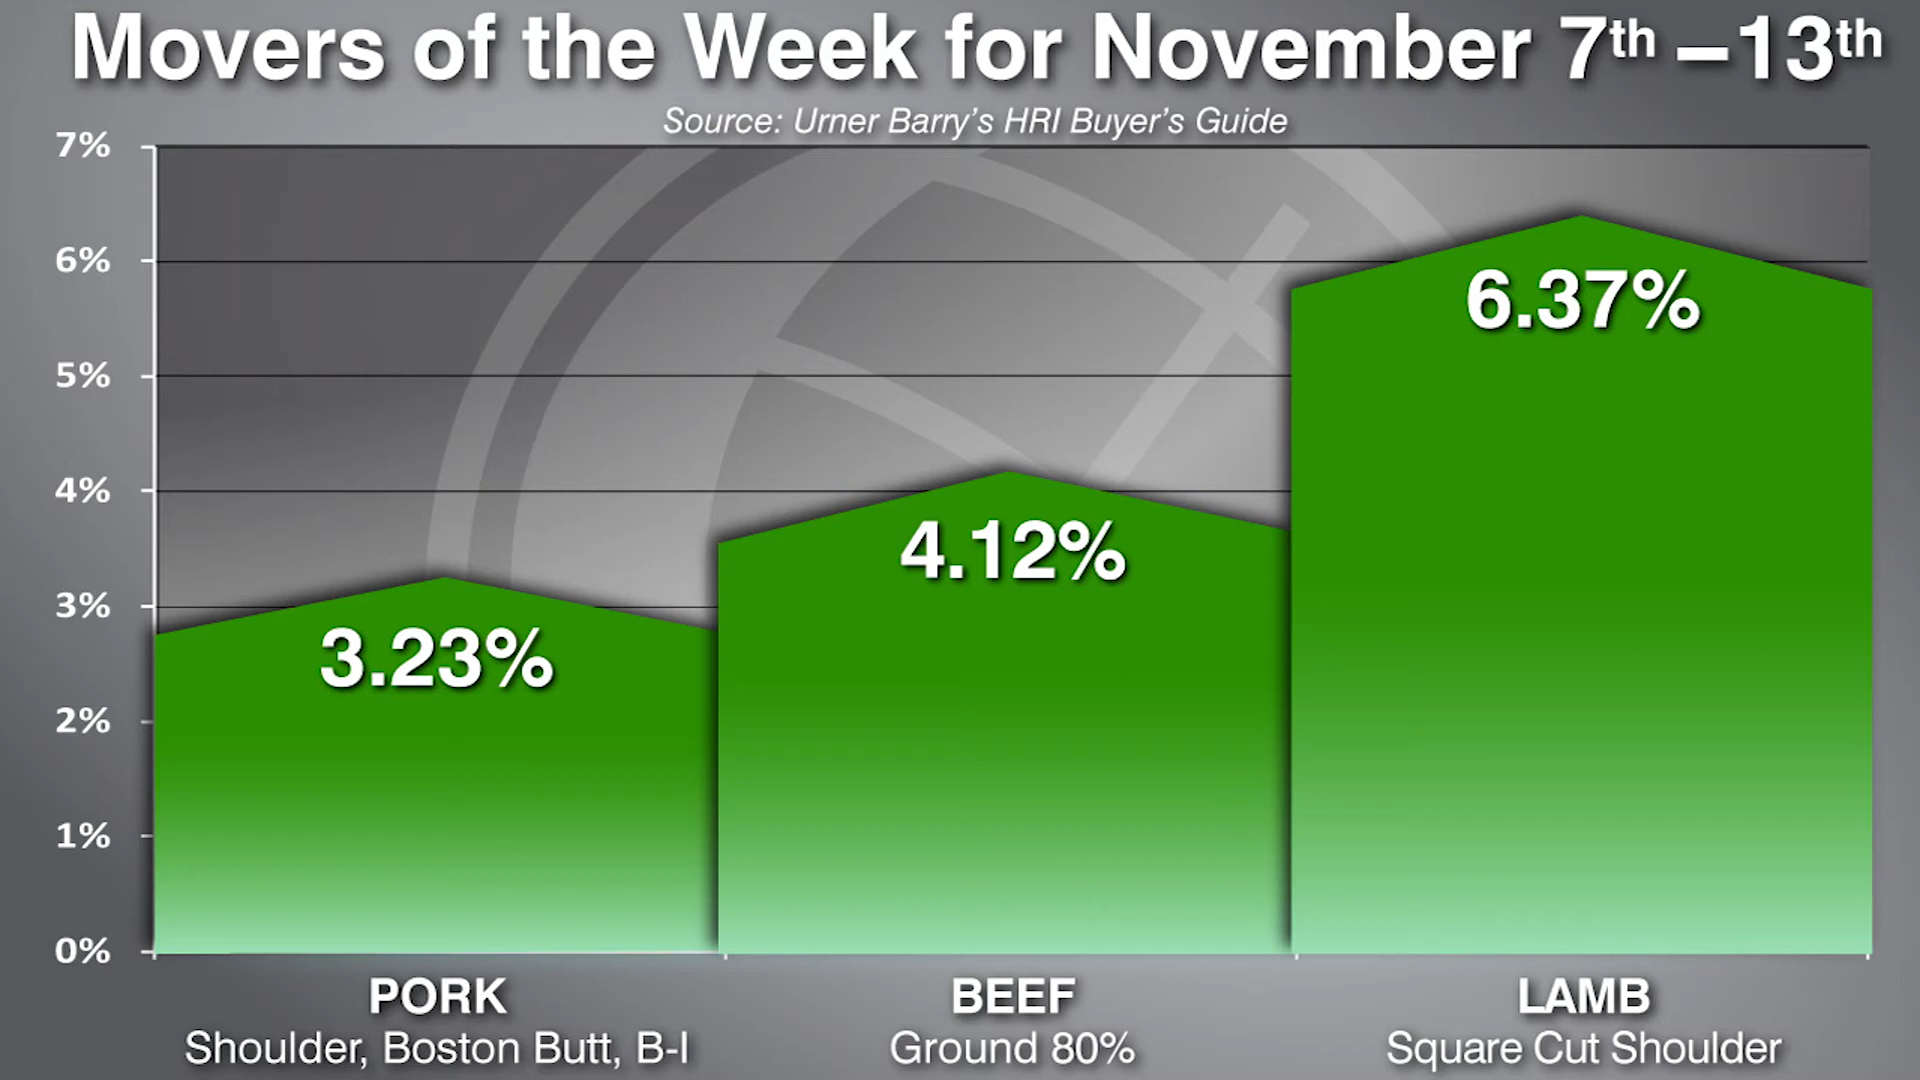 Movers of the Week for November 7th –13th
Source: Urner Barry's HRI Buyer's Guide
7%
6%
5%
4%
3%
2%
1%
0%
3.23%
4.12%
6.37%
PORK
Shoulder, Boston Butt, B-I
BEEF
Ground 80%
LAMB
Square Cut Shoulder